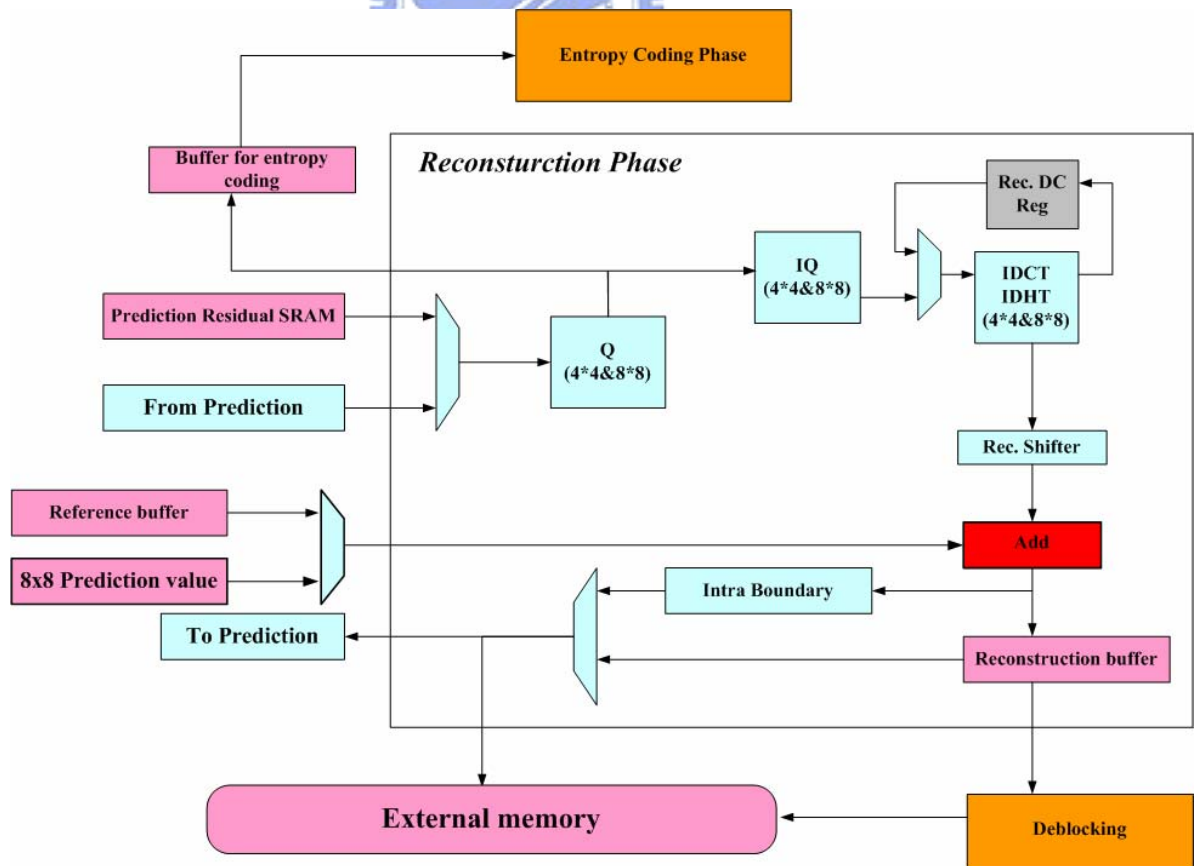 Entropy Coding Phase
Buffer for entropy
coding
Reconsturction Phase
Rec. DC
Reg
IQ
(4*4&8*8)
IDCT
IDHT
(4*4&8*8)
Prediction Residual SRAM
Q
(4*4&8*8)
From Prediction
Rec. Shifter
Reference buffer
Add
8x8 Prediction value
Intra Boundary
To Prediction
Reconstruction buffer
External memory
Deblocking